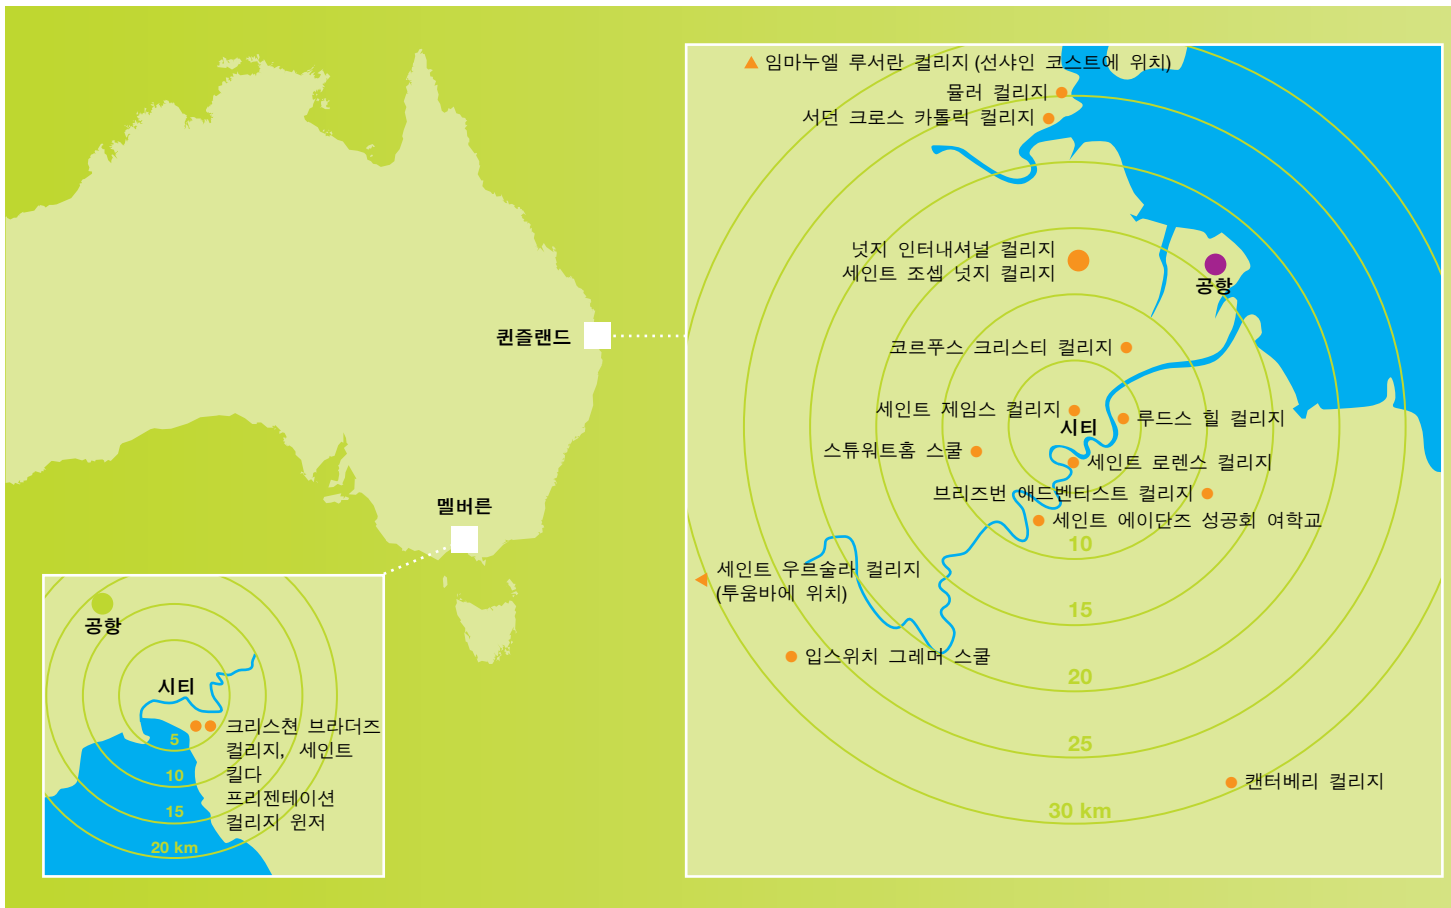 임마누엘 루서란 컬리지 (선샤인 코스트에 위치)
뮬러 컬리지
서던 크로스 카톨릭 컬리지
넛지 인터내셔널 컬리지
세인트 조셉 넛지 컬리지
공항
퀸즐랜드
코르푸스 크리스티 컬리지
세인트 제임스 컬리지
루드스 힐 컬리지
시티
스튜워트홈 스쿨
세인트 로렌스 컬리지
브리즈번 애드벤티스트 컬리지
세인트 에이단즈 성공회 여학교
10
세인트 우르술라 컬리지
(투움바에 위치)
15
입스위치 그레머 스쿨
20
25
캔터베리 컬리지
30 km
멜버른
공항
시티
크리스쳔 브라더즈
컬리지, 세인트
킬다
프리젠테이션
컬리지 윈저
5
10
15
20 km